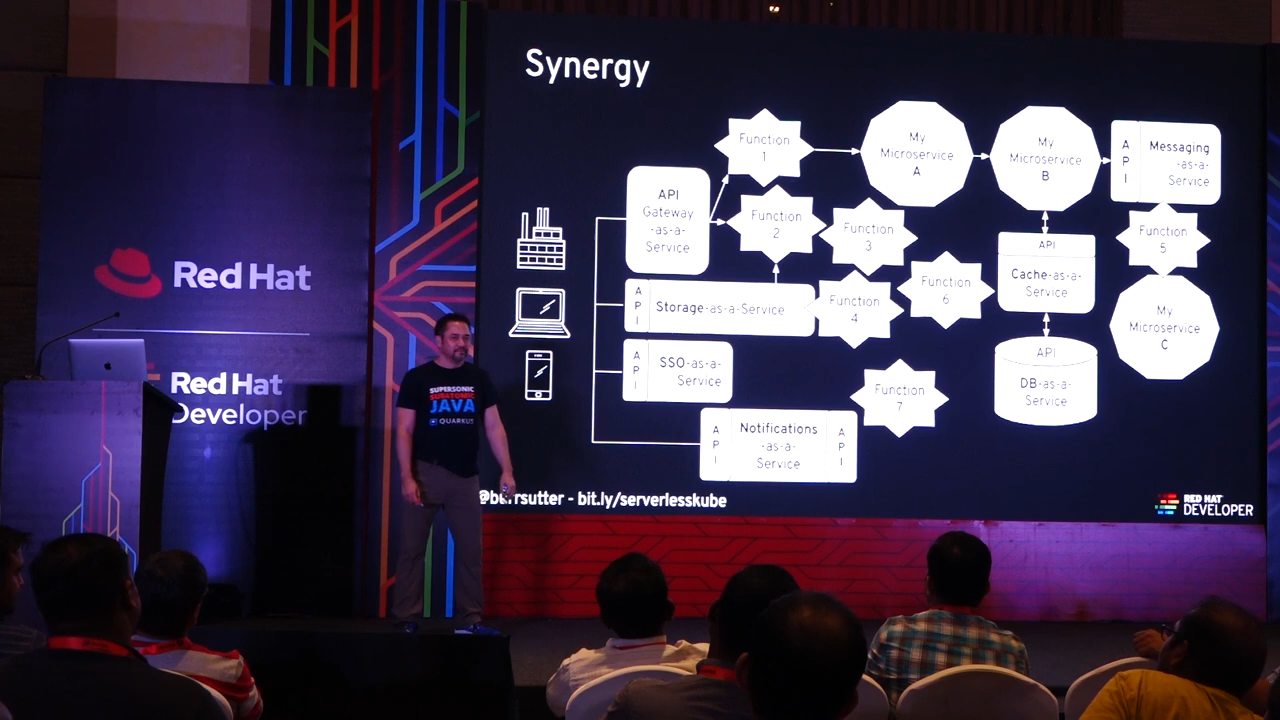 Synergy
Function
1
My
Microservice
A
My
Microservice
B
A
P
I
Messaging
-as-a-
Service
API
Gateway
-as-a-
Service
Function
2
Function
3
Function
5
API
Cache-as-a-
Service
Function
6
A
P
I
Storage-as-a-Service
Function
4
My
Microservice
C
A
P
I
SSO-as-a-
Service
API
DB-as-a-
Service
Function
7
A
P
I
Notifications
-as-a-
Service
A
P
I
- bit.ly/serverlesskube
RED HAT
DEVELOPER
Red Hat
Red Hat
Developer
SUPERSONIC
SUBATOMIC
JAVA
QUARKUS